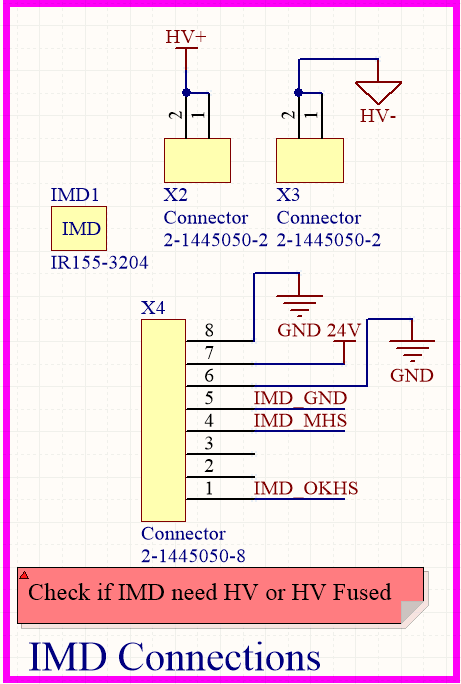 HV+
2
1
2
1
HV-
IMD1
X2
X3
IMD
Connector
Connector
IR155-3204
2-1445050-2
2-1445050-2
X4
8
GND
24V
7
6
GND
5
IMD_GND
4
IMD_MHS
3
2
1
IMD_OKHS
Connector
2-1445050-8
Check if IMD need HV or HV Fused
IMD Connections